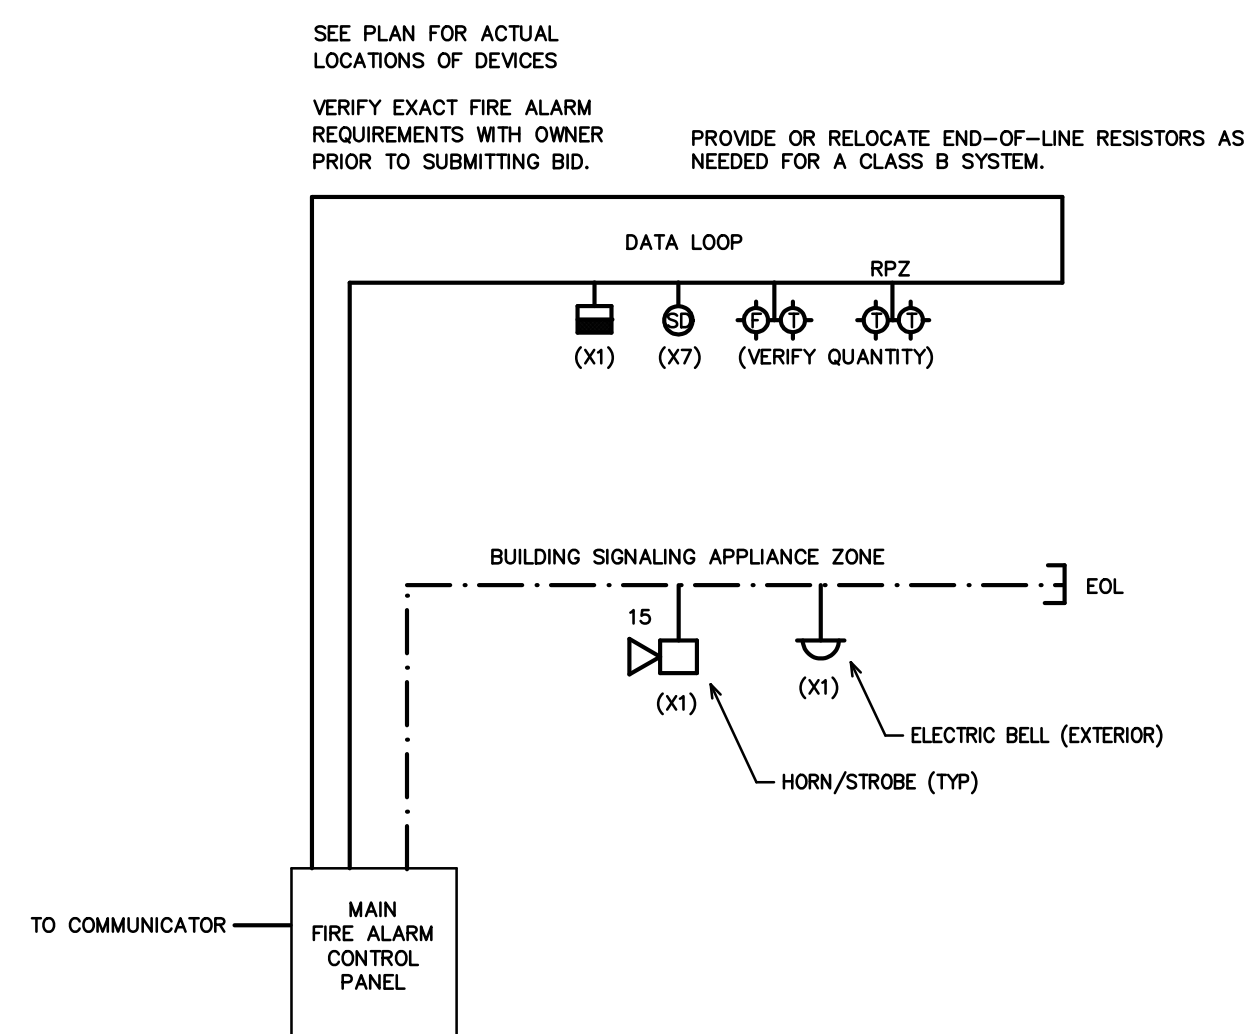 SEE PLAN FOR ACTUAL
LOCATIONS OF DEVICES
VERIFY EXACT FIRE ALARM
REQUIREMENTS WITH OWNER
PRIOR TO SUBMITTING BID.
PROVIDE OR RELOCATE END-OF-LINE RESISTORS AS
NEEDED FOR A CLASS B SYSTEM.
DATA LOOP
RPZ
SD
F T
T T
(X1)
(X7)
(VERIFY QUANTITY)
BUILDING SIGNALING APPLIANCE ZONE
EOL
15
(X1)
(X1)
ELECTRIC BELL (EXTERIOR)
HORN/STROBE (TYP)
TO COMMUNICATOR
MAIN
FIRE ALARM
CONTROL
PANEL